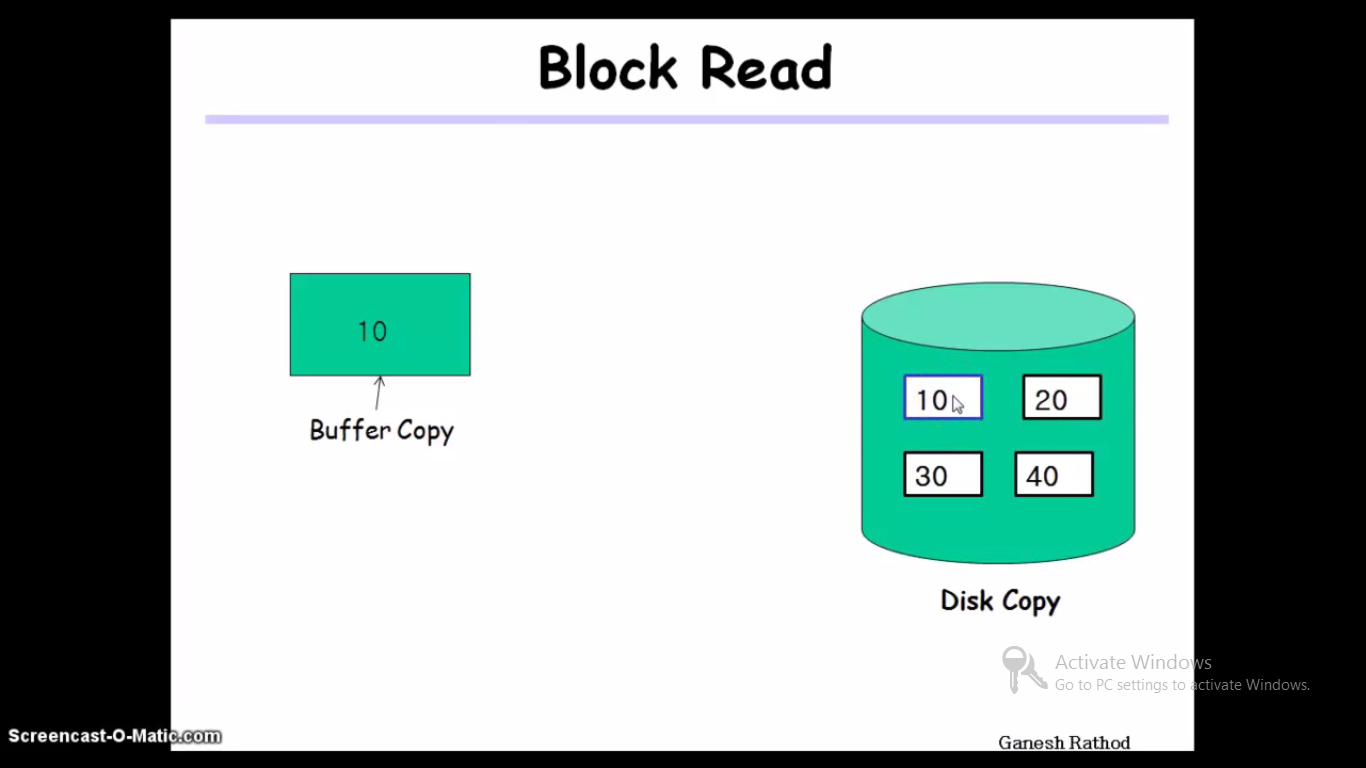 Block Read
10
Buffer Copy
10 20
30 40
Disk Copy
Activate Windows
Go to PC settings to activate Windows.
Screencast-O-Matic.com
Ganesh Rathod